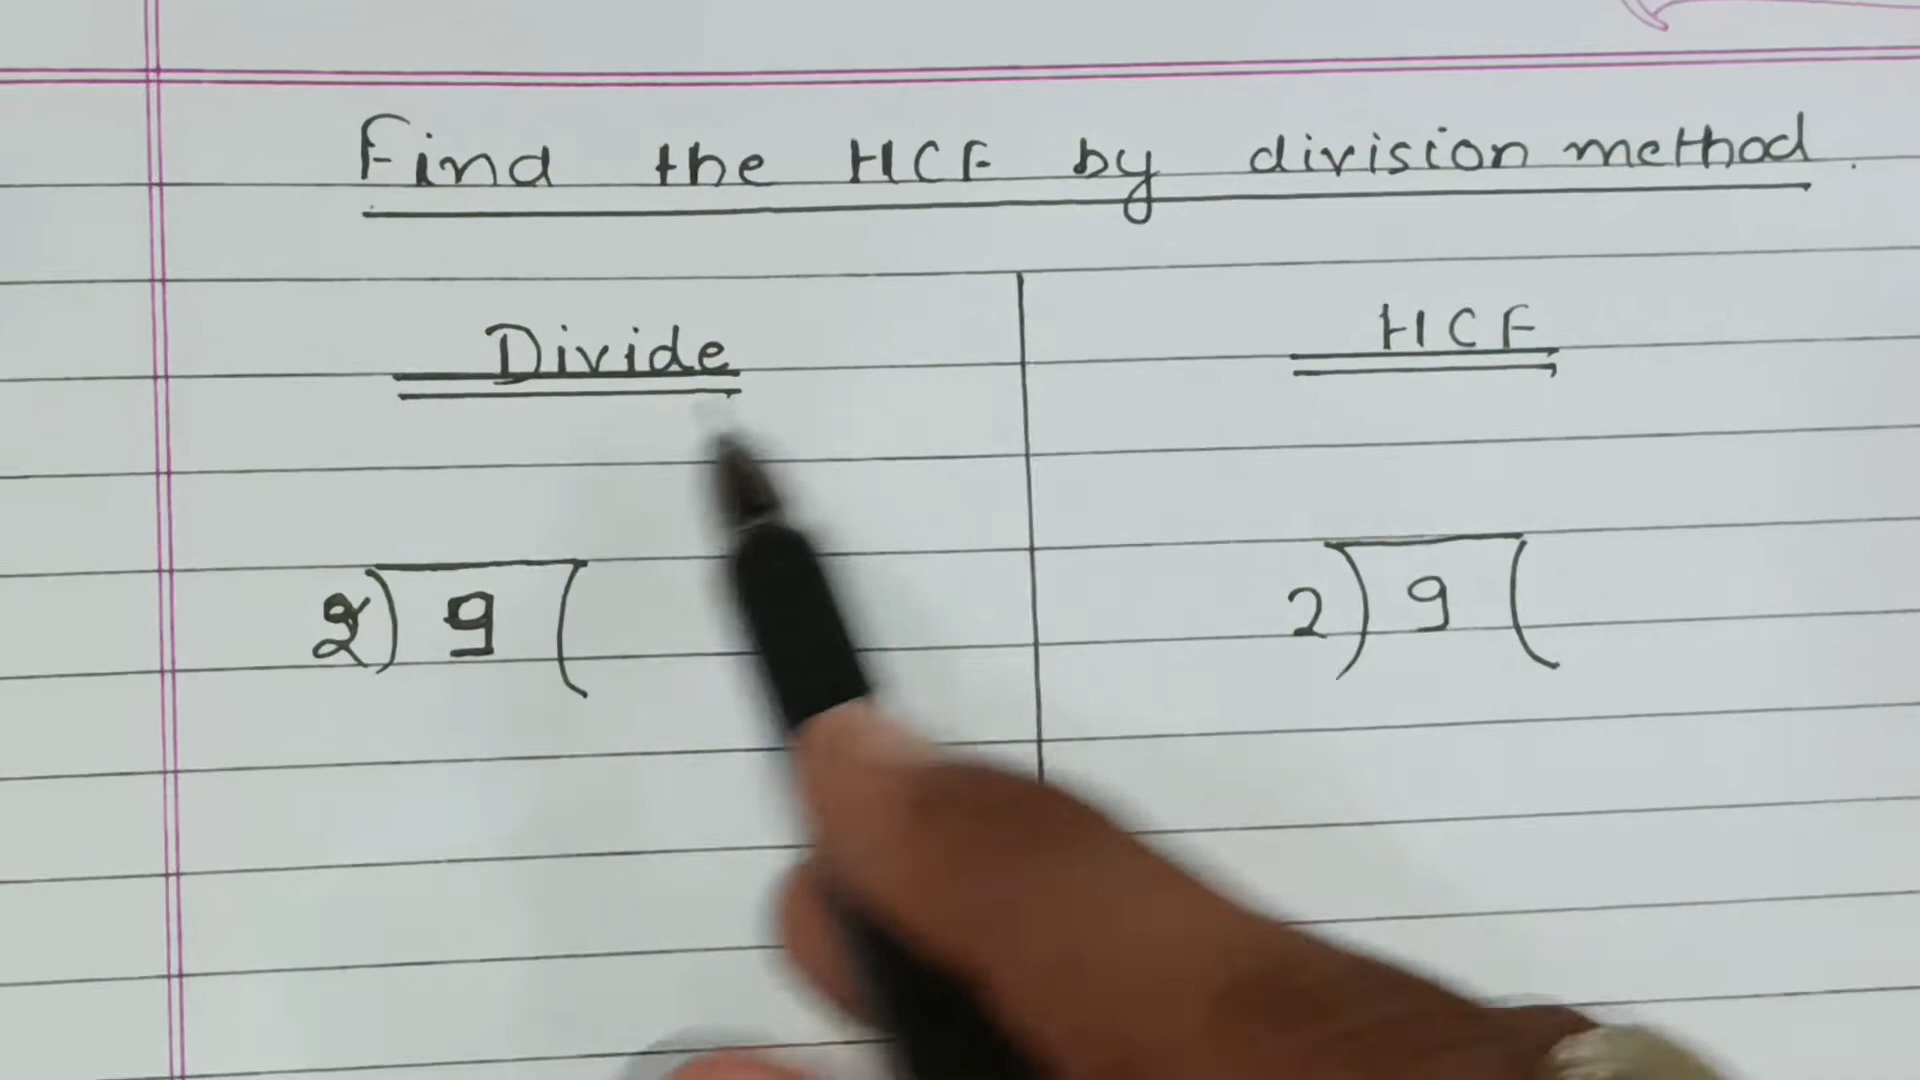 Find the HCF by division method.
Divide
HCF
2) 9 (
2) 9 (